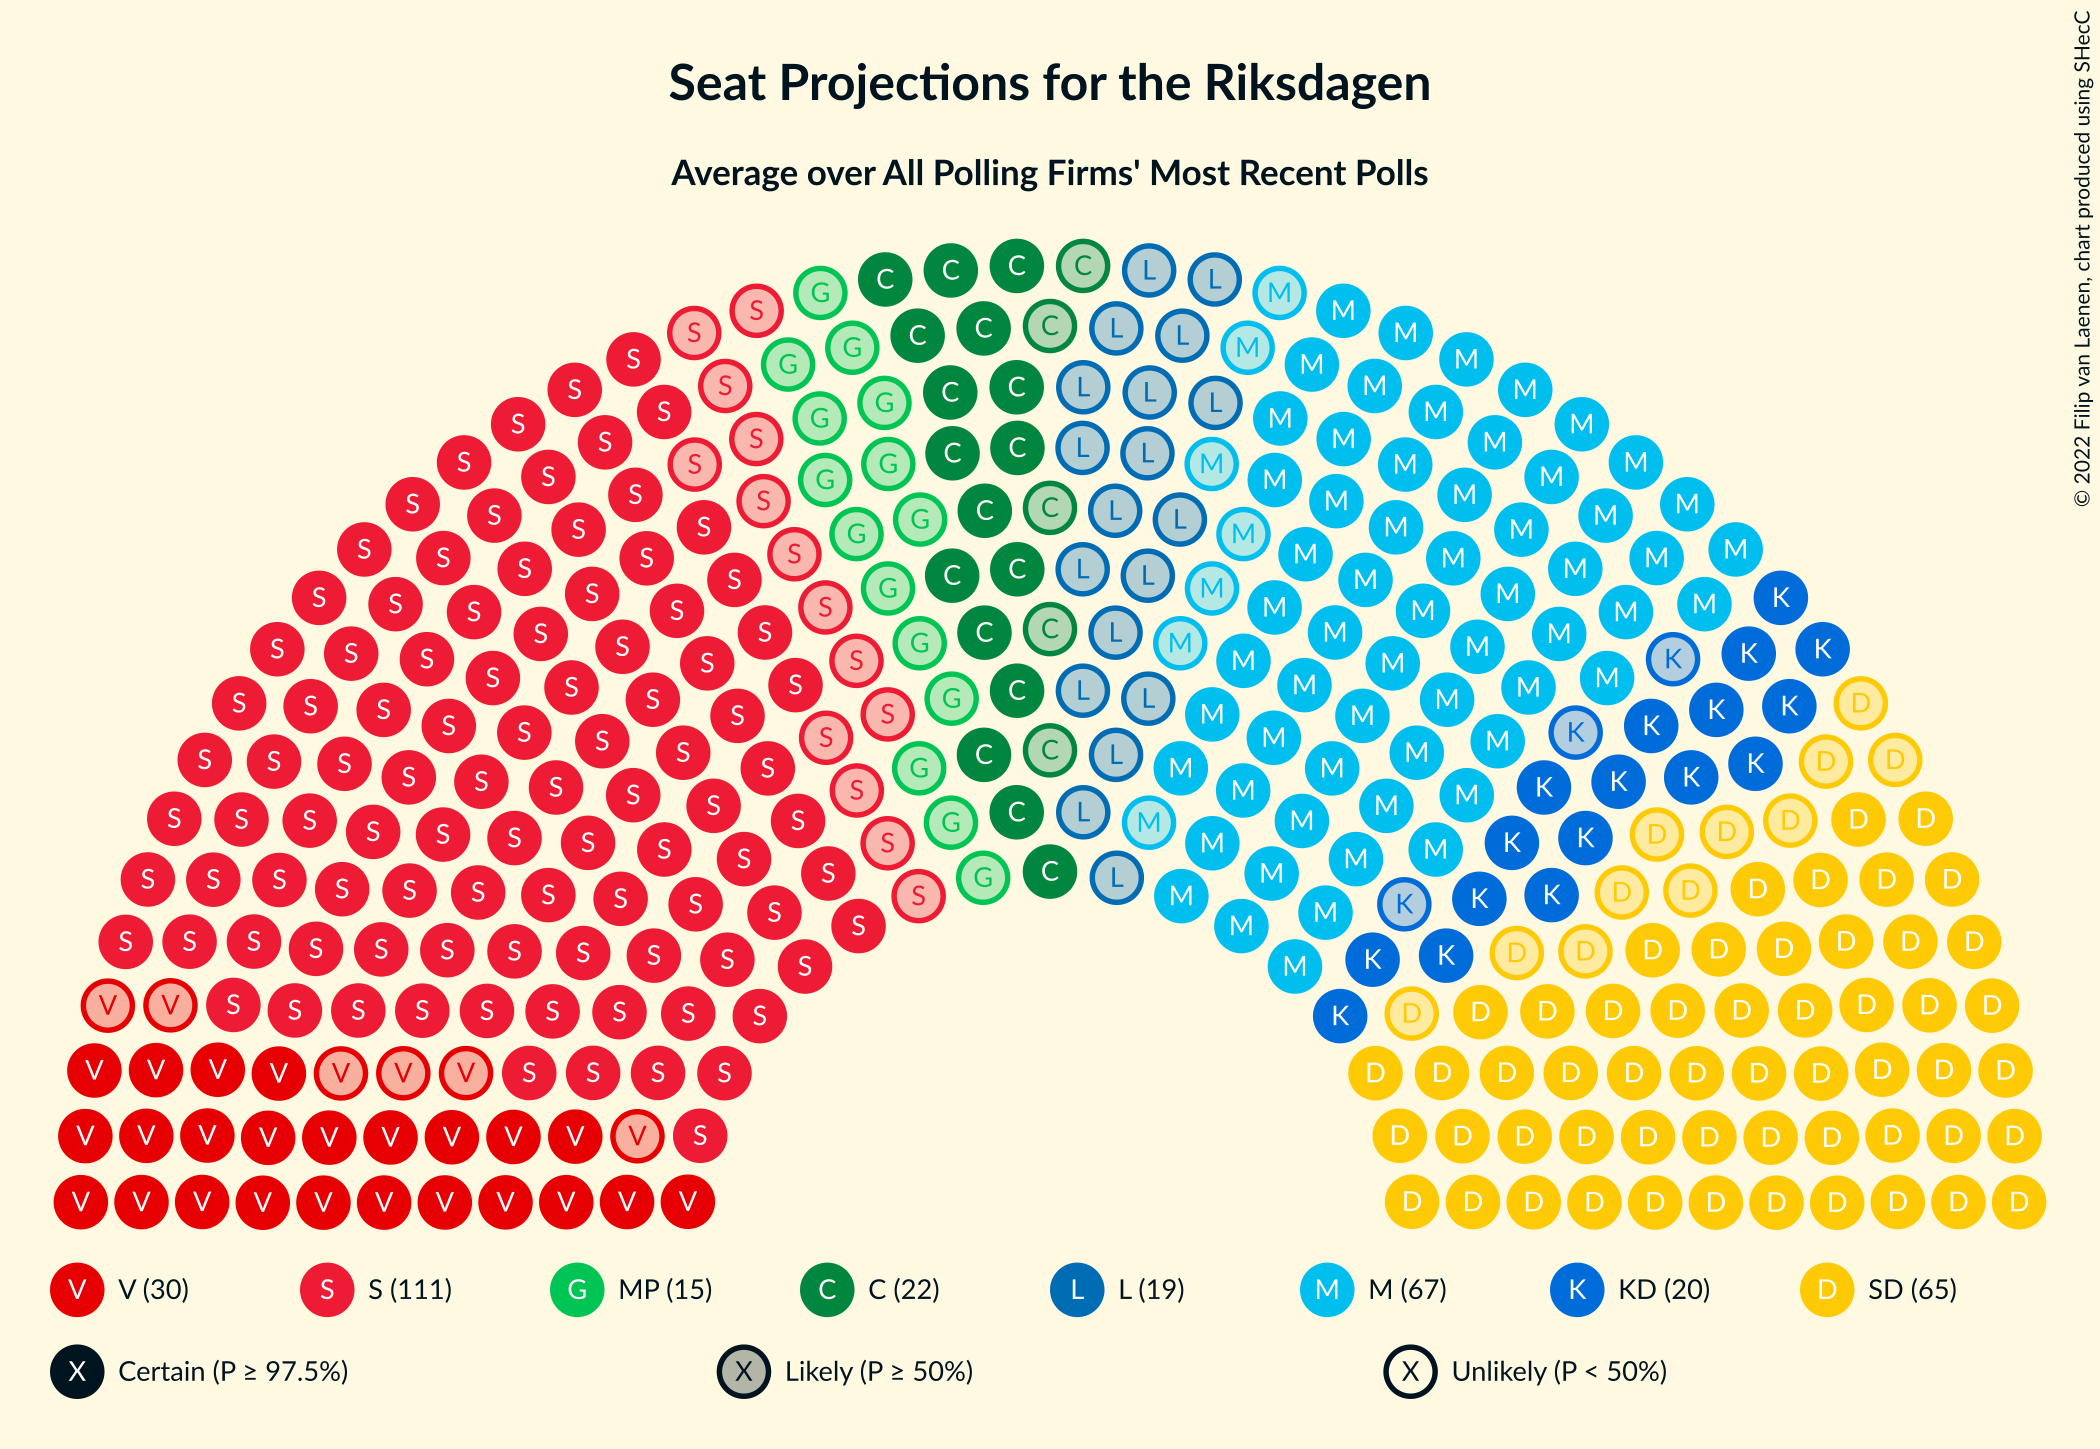 Seat Projections for the Riksdagen
Average over All Polling Firms' Most Recent Polls
© 2022 Filip van Laenen, chart produced using SHecC
C C C C L L
G M
S M
S M
S M
S M
S M
S M
S M
S M
S M
S K
S K
S D
S D
S D
S D
S D
V D
V D
V D
V D
V V (30)
S S (111)
G MP (15)
C C (22)
L L (19)
M M (67)
K KD (20)
D SD (65)
X Certain (P ≥ 97.5%)
X Likely (P ≥ 50%)
X Unlikely (P < 50%)